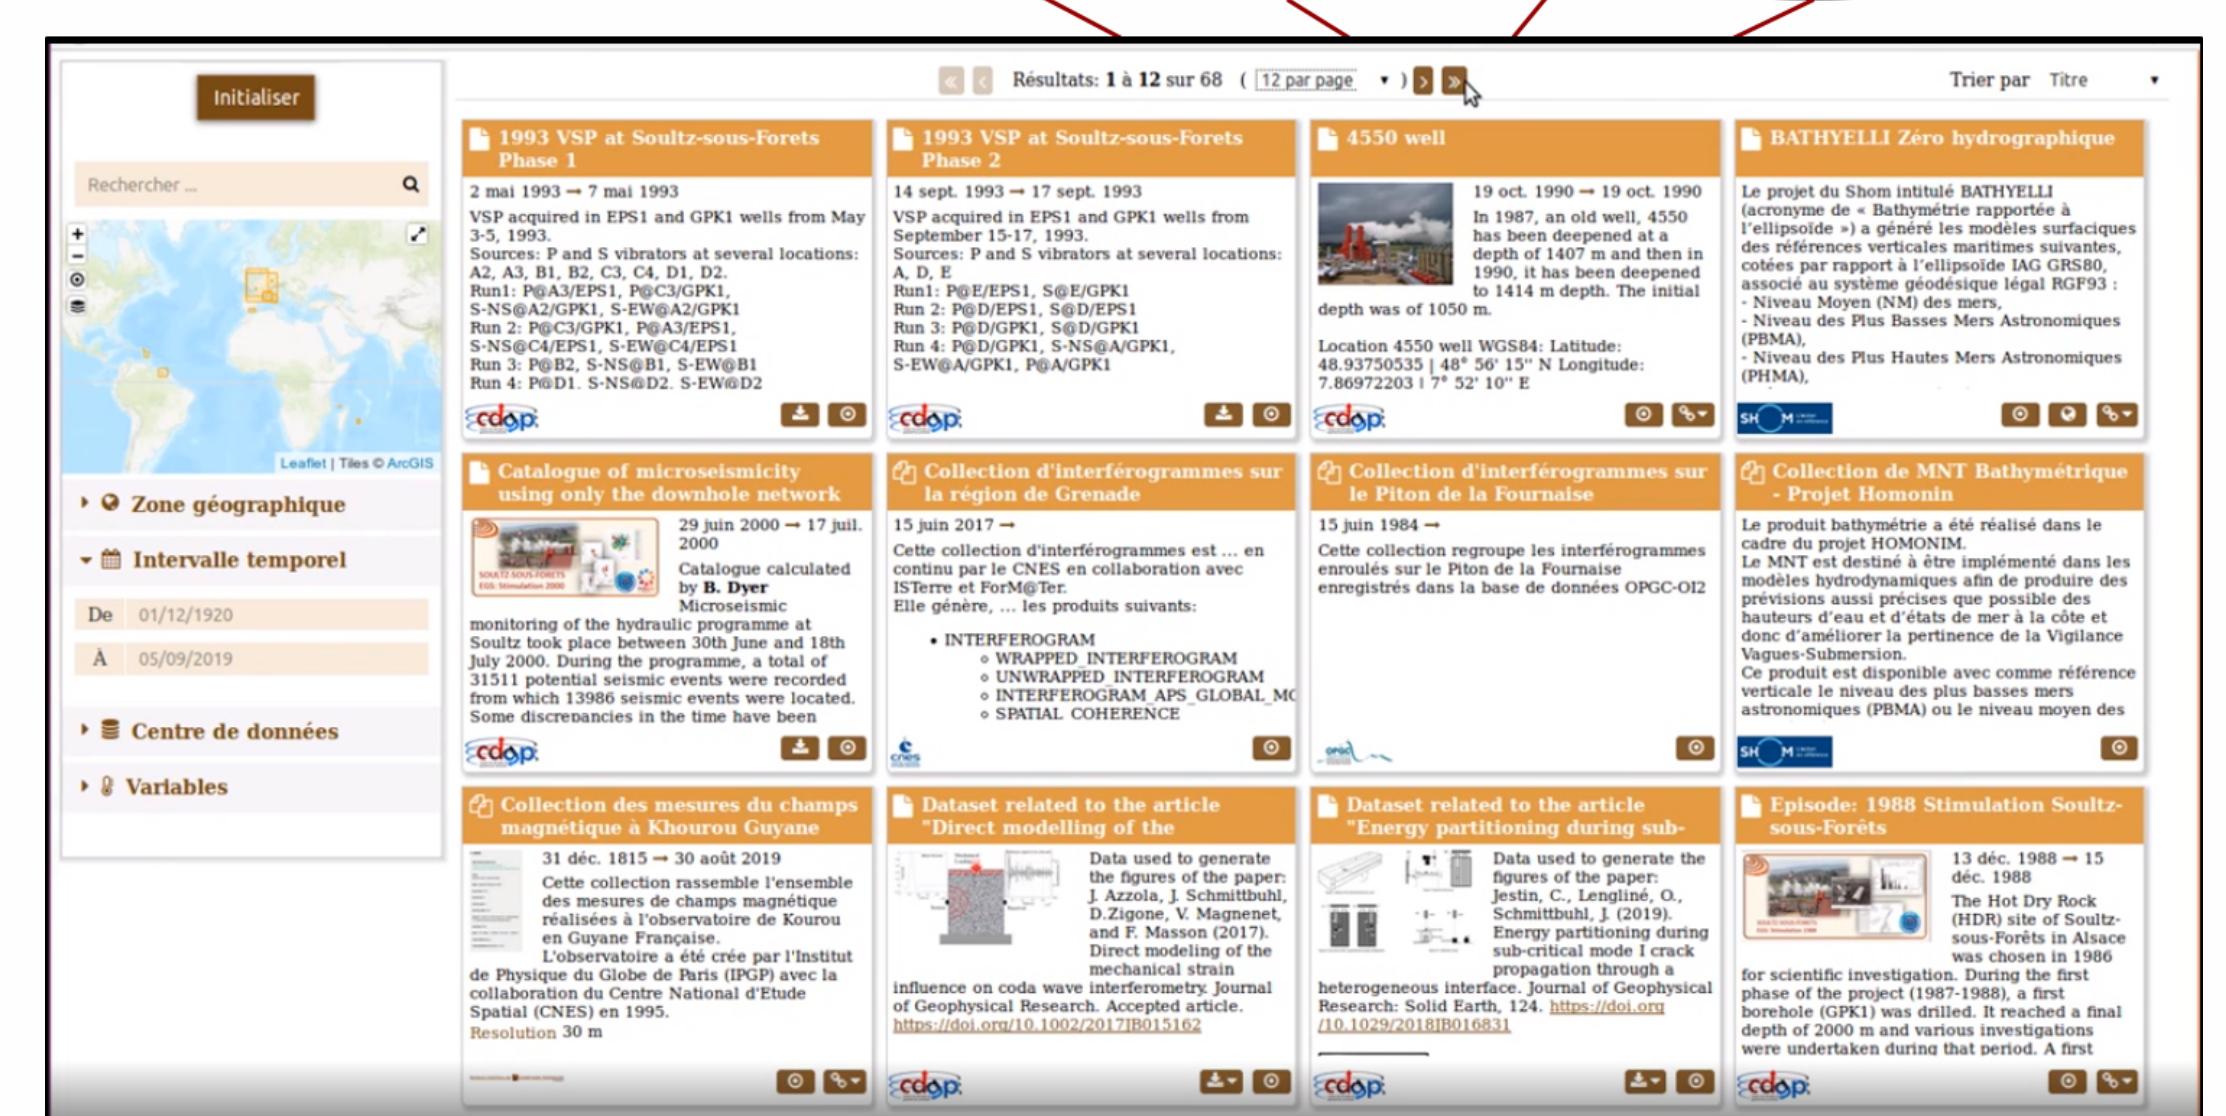 Initialiser
Rechercher ...
+
−
Leaflet | Tiles © ArcGIS
Zone géographique
Intervalle temporel
De 01/12/1920
À 05/09/2019
Centre de données
Variables
« ‹ Résultats: 1 à 12 sur 68 ( 12 par page ▾ ) › »
Trier par Titre
1993 VSP at Soultz-sous-Forets
Phase 1
2 mai 1993 → 7 mai 1993
VSP acquired in EPS1 and GPK1 wells from May
3-5, 1993.
Sources: P and S vibrators at several locations:
A2, A3, B1, B2, C3, C4, D1, D2.
Run1: P@A3/EPS1, P@C3/GPK1,
S-NS@A2/GPK1, S-EW@A2/GPK1
Run 2: P@C3/GPK1, P@A3/EPS1,
S-NS@C4/EPS1, S-EW@C4/EPS1
Run 3: P@B2, S-NS@B1, S-EW@B1
Run 4: P@D1, S-NS@D2, S-EW@D2
cdgp
1993 VSP at Soultz-sous-Forets
Phase 2
14 sept. 1993 → 17 sept. 1993
VSP acquired in EPS1 and GPK1 wells from
September 15-17, 1993.
Sources: P and S vibrators at several locations:
A, D, E
Run1: P@E/EPS1, S@E/GPK1
Run 2: P@D/EPS1, S@D/EPS1
Run 3: P@D/GPK1, S@D/GPK1
Run 4: P@D/GPK1, S-NS@A/GPK1,
S-EW@A/GPK1, P@A/GPK1
cdgp
4550 well
19 oct. 1990 → 19 oct. 1990
In 1987, an old well, 4550
has been deepened at a
depth of 1407 m and then in
1990, it has been deepened
to 1414 m depth. The initial
depth was of 1050 m.
Location 4550 well WGS84: Latitude:
48.93750535 | 48° 56' 15'' N Longitude:
7.86972203 | 7° 52' 10'' E
cdgp
BATHYELLI Zéro hydrographique
Le projet du Shom intitulé BATHYELLI
(acronyme de « Bathymétrie rapportée à
l'ellipsoïde ») a généré les modèles surfaciques
des références verticales maritimes suivantes,
cotées par rapport à l'ellipsoïde IAG GRS80,
associé au système géodésique légal RGF93 :
- Niveau Moyen (NM) des mers,
- Niveau des Plus Basses Mers Astronomiques
(PBMA),
- Niveau des Plus Hautes Mers Astronomiques
(PHMA),
SHOM
Catalogue of microseismicity
using only the downhole network
29 juin 2000 → 17 juil.
2000
SOULTZ-SOUS-FORETS
EGS: Stimulation 2000
Catalogue calculated
by B. Dyer
Microseismic
monitoring of the hydraulic programme at
Soultz took place between 30th June and 18th
July 2000. During the programme, a total of
31511 potential seismic events were recorded
from which 13986 seismic events were located.
Some discrepancies in the time have been
cdgp
Collection d'interférogrammes sur
la région de Grenade
15 juin 2017 →
Cette collection d'interférogrammes est ... en
continu par le CNES en collaboration avec
ISTerre et ForM@Ter.
Elle génère, ... les produits suivants:
• INTERFEROGRAM
◦ WRAPPED_INTERFEROGRAM
◦ UNWRAPPED_INTERFEROGRAM
◦ INTERFEROGRAM_APS_GLOBAL_MO
◦ SPATIAL COHERENCE
cnes
Collection d'interférogrammes sur
le Piton de la Fournaise
15 juin 1984 →
Cette collection regroupe les interférogrammes
enroulés sur le Piton de la Fournaise
enregistrés dans la base de données OPGC-OI2
OPGC
Collection de MNT Bathymétrique
- Projet Homonin
Le produit bathymétrie a été réalisé dans le
cadre du projet HOMONIM.
Le MNT est destiné à être implémenté dans les
modèles hydrodynamiques afin de produire des
prévisions aussi précises que possible des
hauteurs d'eau et d'états de mer à la côte et
donc d'améliorer la pertinence de la Vigilance
Vagues-Submersion.
Ce produit est disponible avec comme référence
verticale le niveau des plus basses mers
astronomiques (PBMA) ou le niveau moyen des
SHOM
Collection des mesures du champs
magnétique à Khourou Guyane
31 déc. 1815 → 30 août 2019
Cette collection rassemble l'ensemble
des mesures de champs magnétique
réalisées à l'observatoire de Kourou
en Guyane Française.
L'observatoire a été crée par l'Institut
de Physique du Globe de Paris (IPGP) avec la
collaboration du Centre National d'Etude
Spatial (CNES) en 1995.
Resolution 30 m
Dataset related to the article
"Direct modelling of the
Data used to generate
the figures of the paper:
J. Azzola, J. Schmittbuhl,
D.Zigone, V. Magnenet,
and F. Masson (2017).
Direct modeling of the
mechanical strain
influence on coda wave interferometry. Journal
of Geophysical Research. Accepted article.
https://doi.org/10.1002/2017JB015162
cdgp
Dataset related to the article
"Energy partitioning during sub-
Data used to generate the
figures of the paper:
Jestin, C., Lengliné, O.,
Schmittbuhl, J. (2019).
Energy partitioning during
sub-critical mode I crack
propagation through a
heterogeneous interface. Journal of Geophysical
Research: Solid Earth, 124. https://doi.org
/10.1029/2018JB016831
cdgp
Episode: 1988 Stimulation Soultz-
sous-Forêts
13 déc. 1988 → 15
déc. 1988
SOULTZ-SOUS-FORETS
EGS: Stimulation 1988
The Hot Dry Rock
(HDR) site of Soultz-
sous-Forêts in Alsace
was chosen in 1986
for scientific investigation. During the first
phase of the project (1987-1988), a first
borehole (GPK1) was drilled. It reached a final
depth of 2000 m and various investigations
were undertaken during that period. A first
cdgp